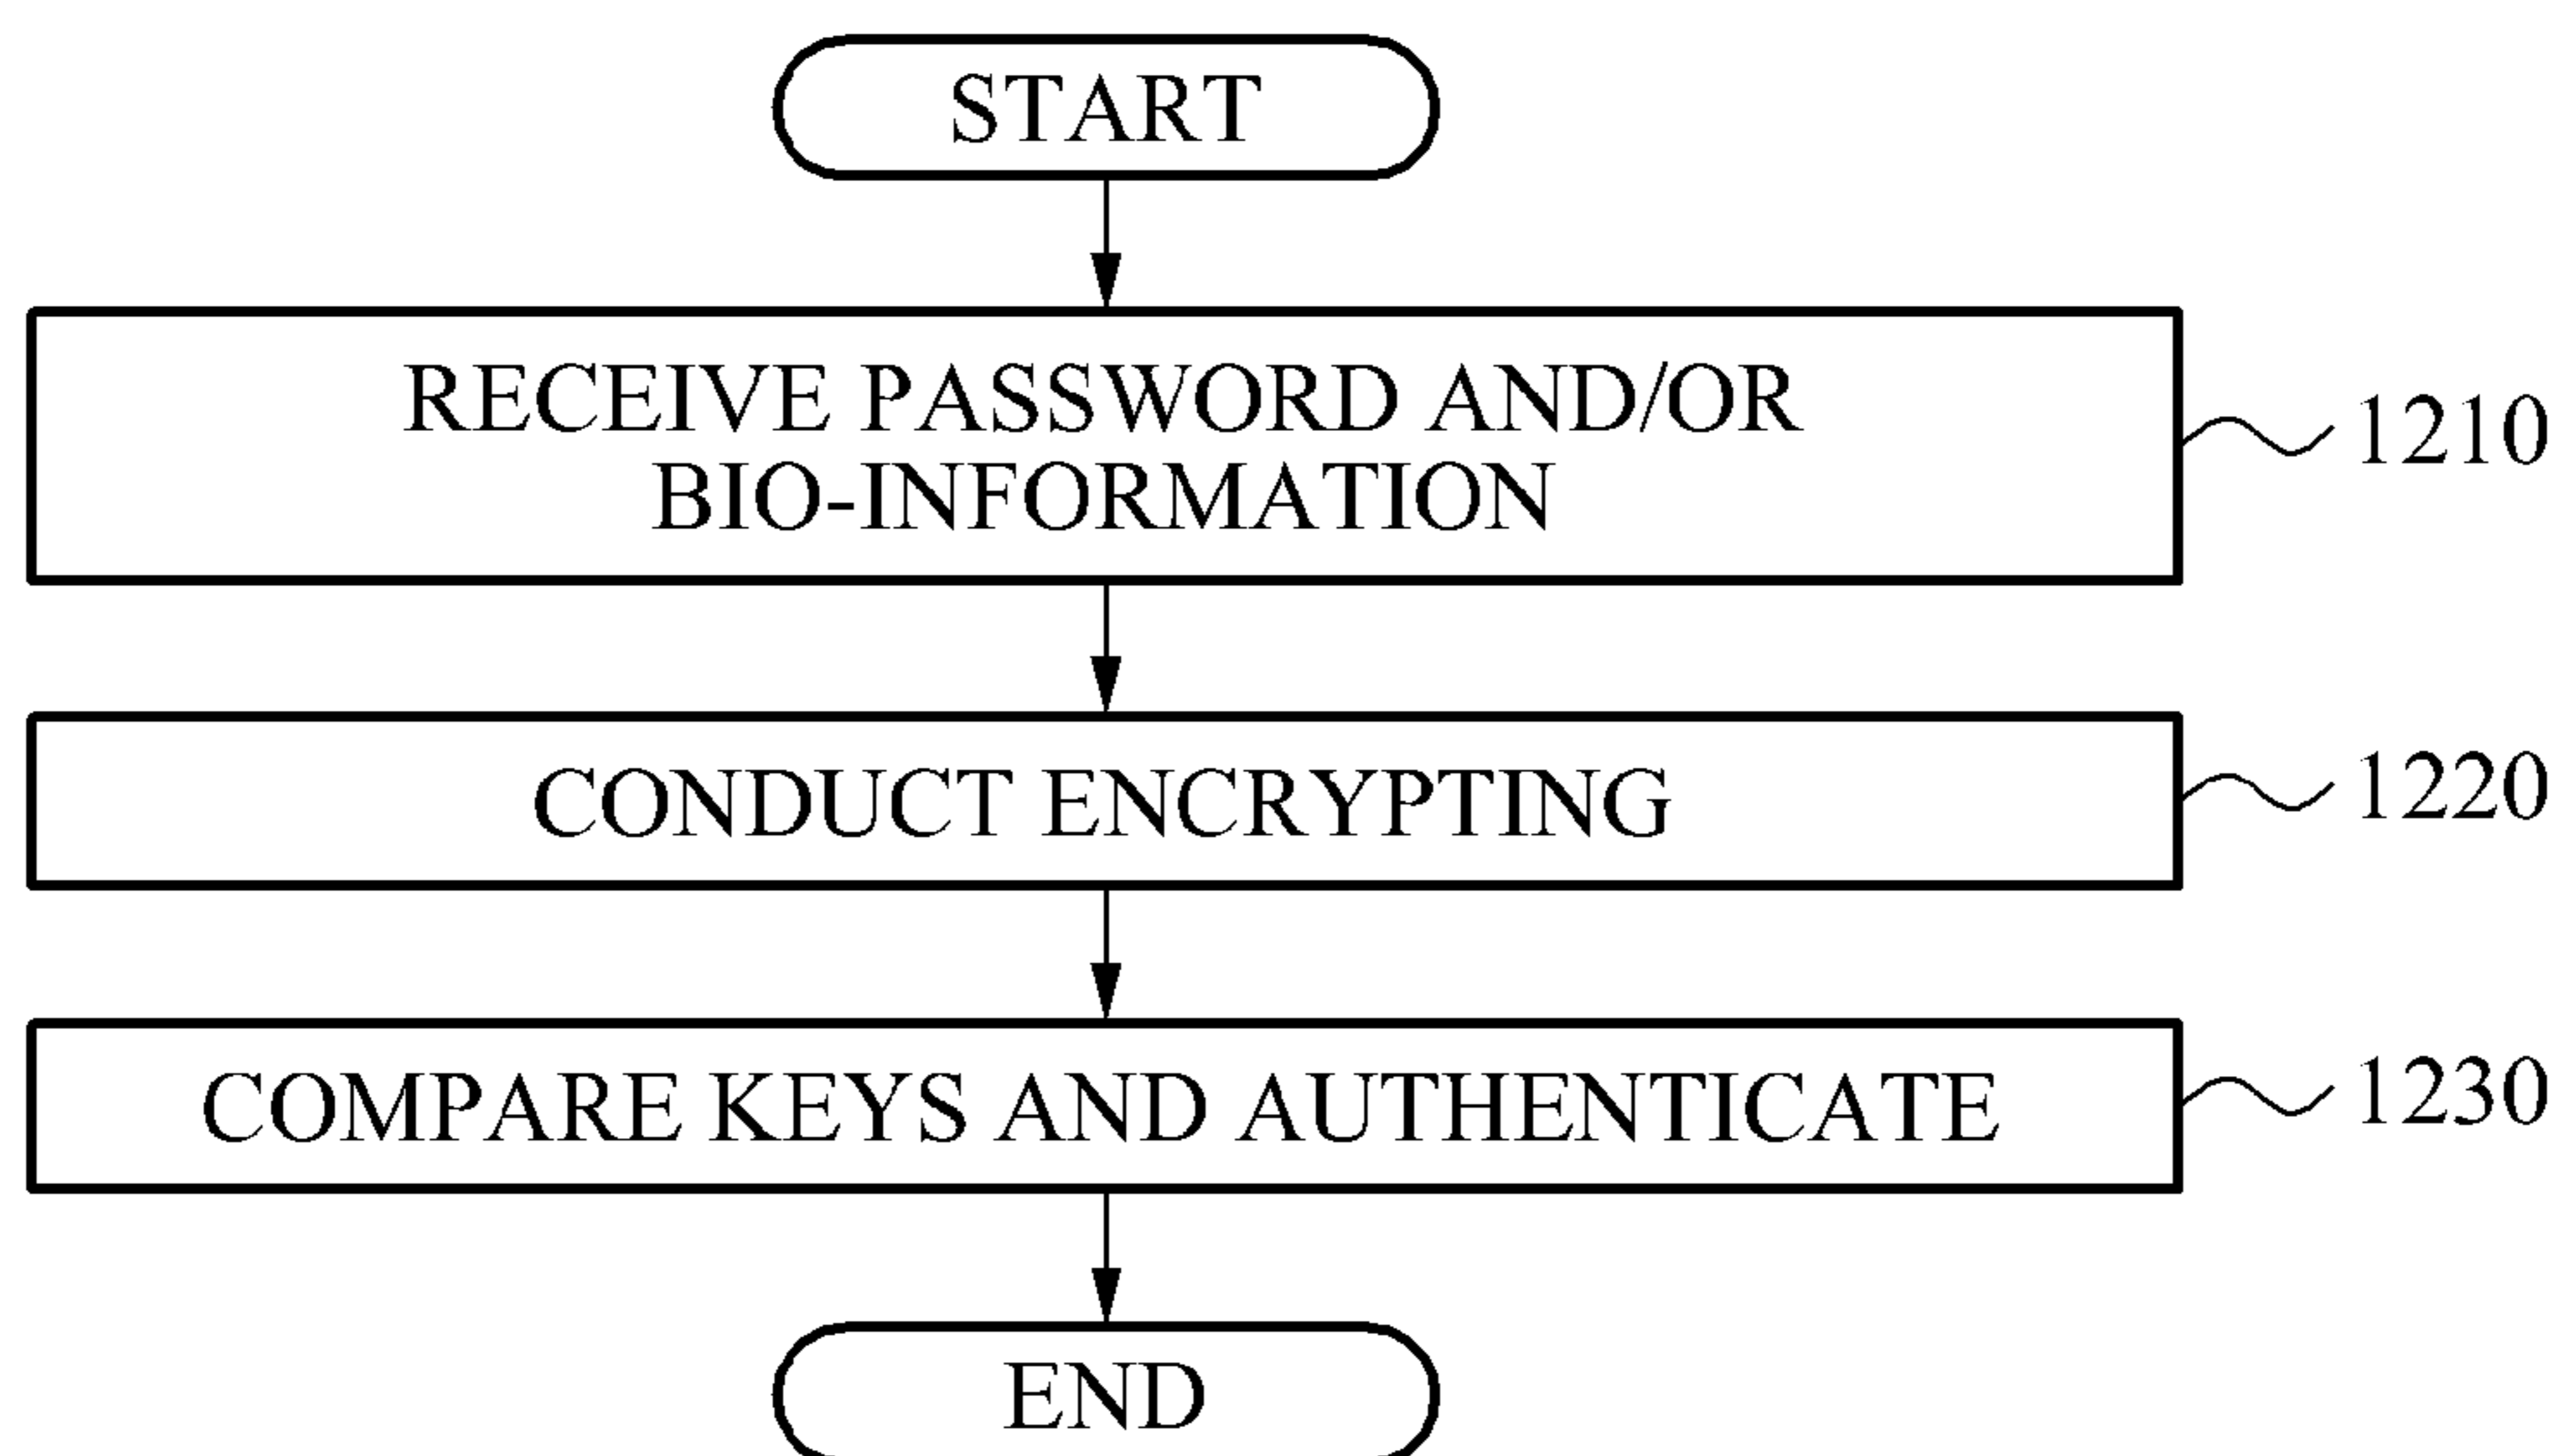 START
RECEIVE PASSWORD AND/OR
BIO-INFORMATION
1210
CONDUCT ENCRYPTING
1220
COMPARE KEYS AND AUTHENTICATE
1230
END